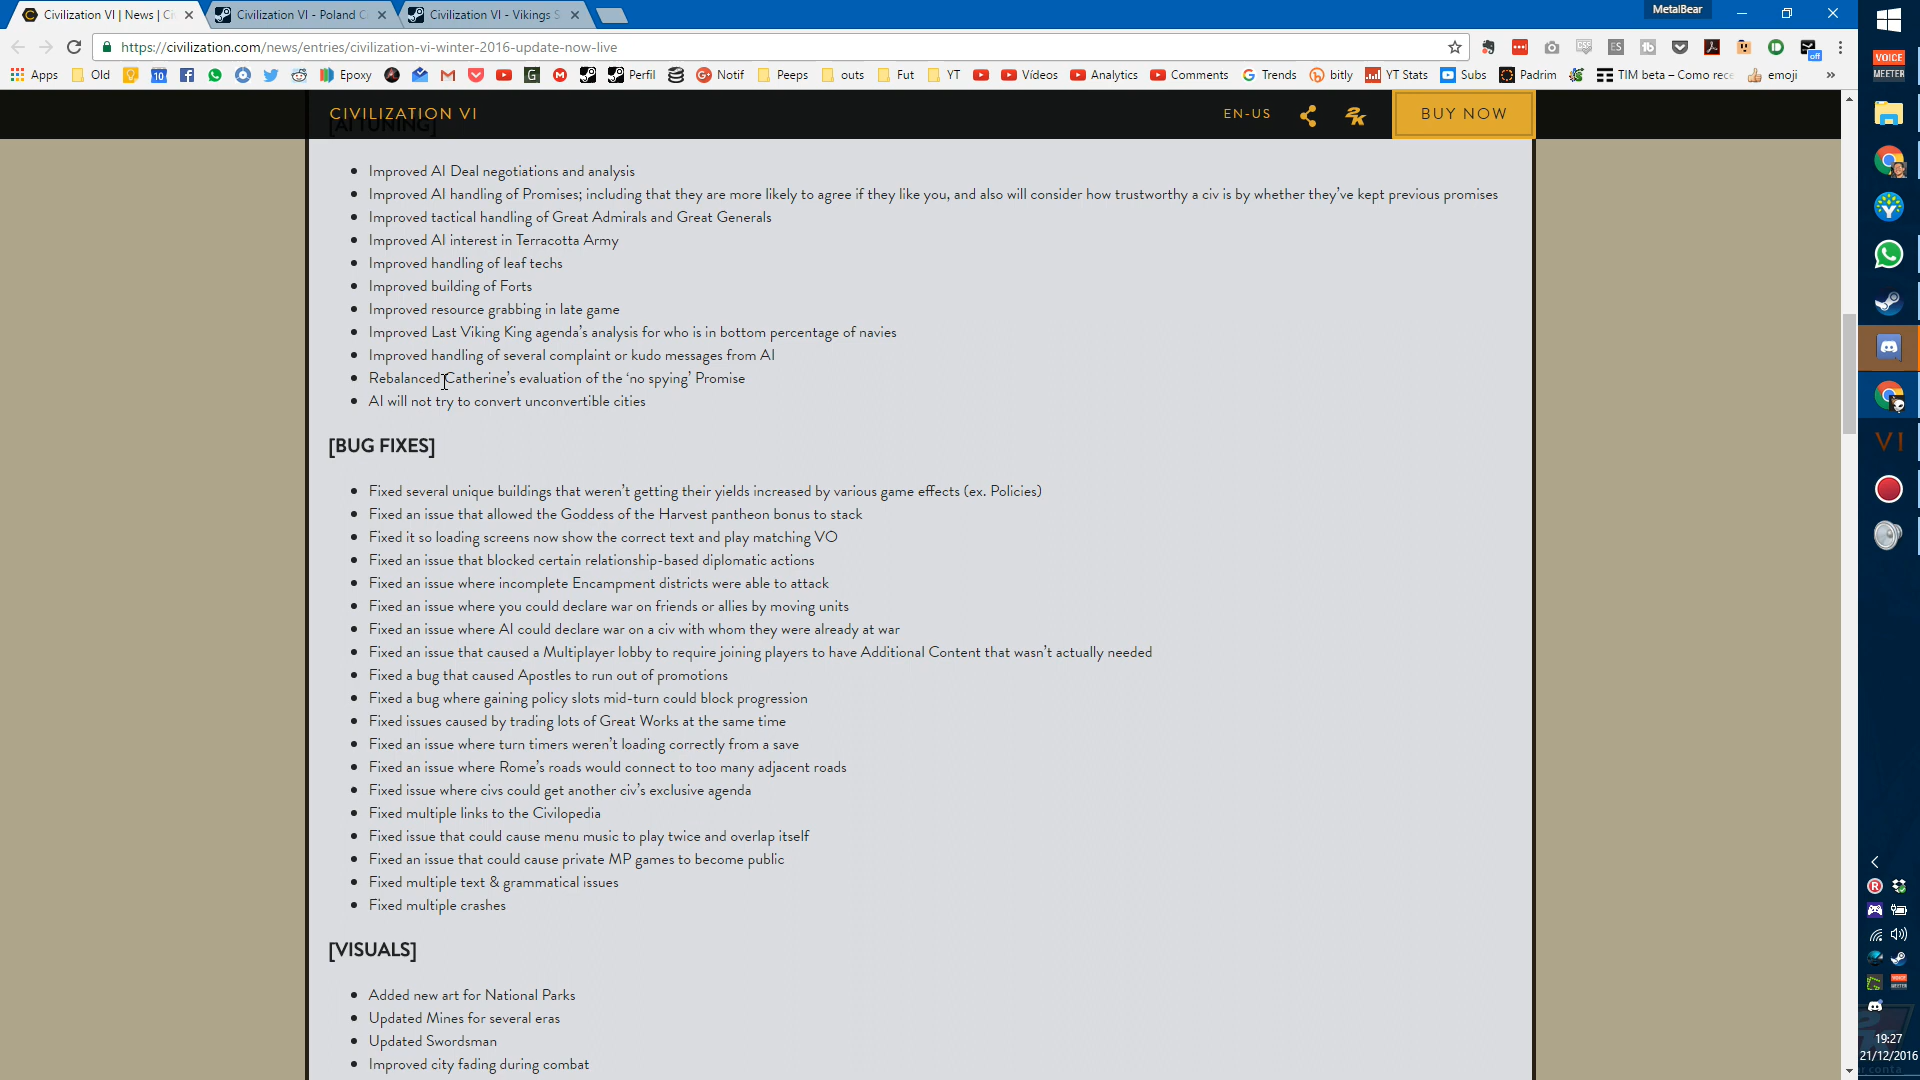 Civilization VI | News | Ci
Civilization VI - Poland C
Civilization VI - Vikings S
MetalBear
https://civilization.com/news/entries/civilization-vi-winter-2016-update-now-live
Apps
Old
10
Epoxy
Perfil
Notif
Peeps
outs
Fut
YT
Vídeos
Analytics
Comments
Trends
bitly
YT Stats
Subs
Padrim
TIM beta – Como rece
emoji
»
off
VOICE
MEETER
CIVILIZATION VI
EN-US
2K
BUY NOW
[AI TUNING]
• Improved AI Deal negotiations and analysis
• Improved AI handling of Promises; including that they are more likely to agree if they like you, and also will consider how trustworthy a civ is by whether they’ve kept previous promises
• Improved tactical handling of Great Admirals and Great Generals
• Improved AI interest in Terracotta Army
• Improved handling of leaf techs
• Improved building of Forts
• Improved resource grabbing in late game
• Improved Last Viking King agenda’s analysis for who is in bottom percentage of navies
• Improved handling of several complaint or kudo messages from AI
• Rebalanced Catherine’s evaluation of the ‘no spying’ Promise
• AI will not try to convert unconvertible cities
[BUG FIXES]
• Fixed several unique buildings that weren’t getting their yields increased by various game effects (ex. Policies)
• Fixed an issue that allowed the Goddess of the Harvest pantheon bonus to stack
• Fixed it so loading screens now show the correct text and play matching VO
• Fixed an issue that blocked certain relationship-based diplomatic actions
• Fixed an issue where incomplete Encampment districts were able to attack
• Fixed an issue where you could declare war on friends or allies by moving units
• Fixed an issue where AI could declare war on a civ with whom they were already at war
• Fixed an issue that caused a Multiplayer lobby to require joining players to have Additional Content that wasn’t actually needed
• Fixed a bug that caused Apostles to run out of promotions
• Fixed a bug where gaining policy slots mid-turn could block progression
• Fixed issues caused by trading lots of Great Works at the same time
• Fixed an issue where turn timers weren’t loading correctly from a save
• Fixed an issue where Rome’s roads would connect to too many adjacent roads
• Fixed issue where civs could get another civ’s exclusive agenda
• Fixed multiple links to the Civilopedia
• Fixed issue that could cause menu music to play twice and overlap itself
• Fixed an issue that could cause private MP games to become public
• Fixed multiple text & grammatical issues
• Fixed multiple crashes
[VISUALS]
• Added new art for National Parks
• Updated Mines for several eras
• Updated Swordsman
• Improved city fading during combat
VI
19:27
21/12/2016